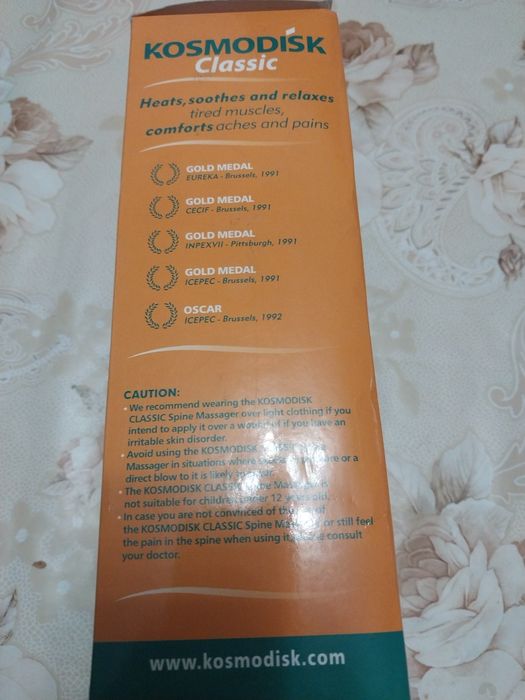 KOSMODISK
Classic
Heats, soothes and relaxes
tired muscles,
comforts aches and pains
GOLD MEDAL
EUREKA - Brussels, 1991
GOLD MEDAL
CECIF - Brussels, 1991
GOLD MEDAL
INPEXVII - Pittsburgh, 1991
GOLD MEDAL
ICEPEC - Brussels, 1991
OSCAR
ICEPEC - Brussels, 1992
CAUTION:
• We recommend wearing the KOSMODISK
CLASSIC Spine Massager over light clothing if you
intend to apply it over a wound or if you have an
irritable skin disorder.
• Avoid using the KOSMODISK
Massager in situations where or a
direct blow to it is likely
• The KOSMODISK CLASSIC
not suitable for children under 12 years old.
• In case you are not convinced of the of
the KOSMODISK CLASSIC Spine or still feel
the pain in the spine when using it consult
your doctor.
www.kosmodisk.com